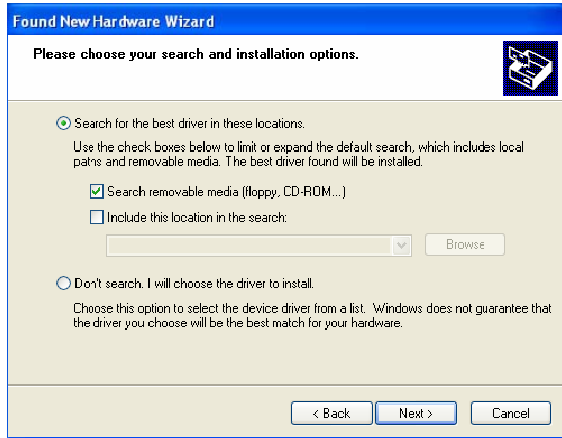 Found New Hardware Wizard
Please choose your search and installation options.
Search for the best driver in these locations.
Use the check boxes below to limit or expand the default search, which includes local
paths and removable media. The best driver found will be installed.
Search removable media (floppy, CD-ROM...)
Include this location in the search:
Browse
Don't search. I will choose the driver to install.
Choose this option to select the device driver from a list. Windows does not guarantee that
the driver you choose will be the best match for your hardware.
< Back
Next >
Cancel